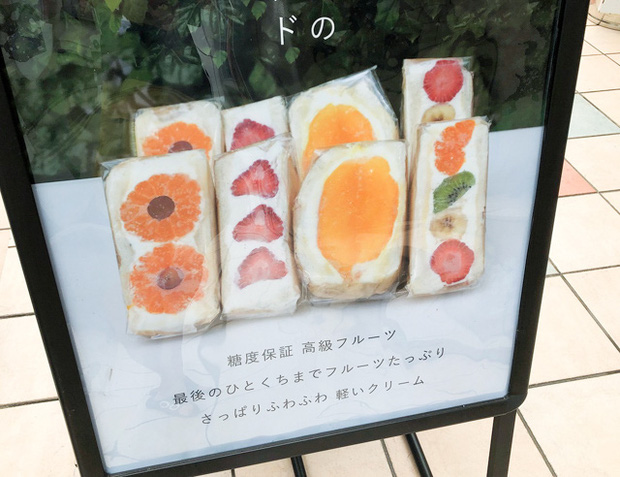 ドの
糖度保証 高級フルーツ
最後のひとくちまでフルーツたっぷり
さっぱりふわふわ 軽いクリーム